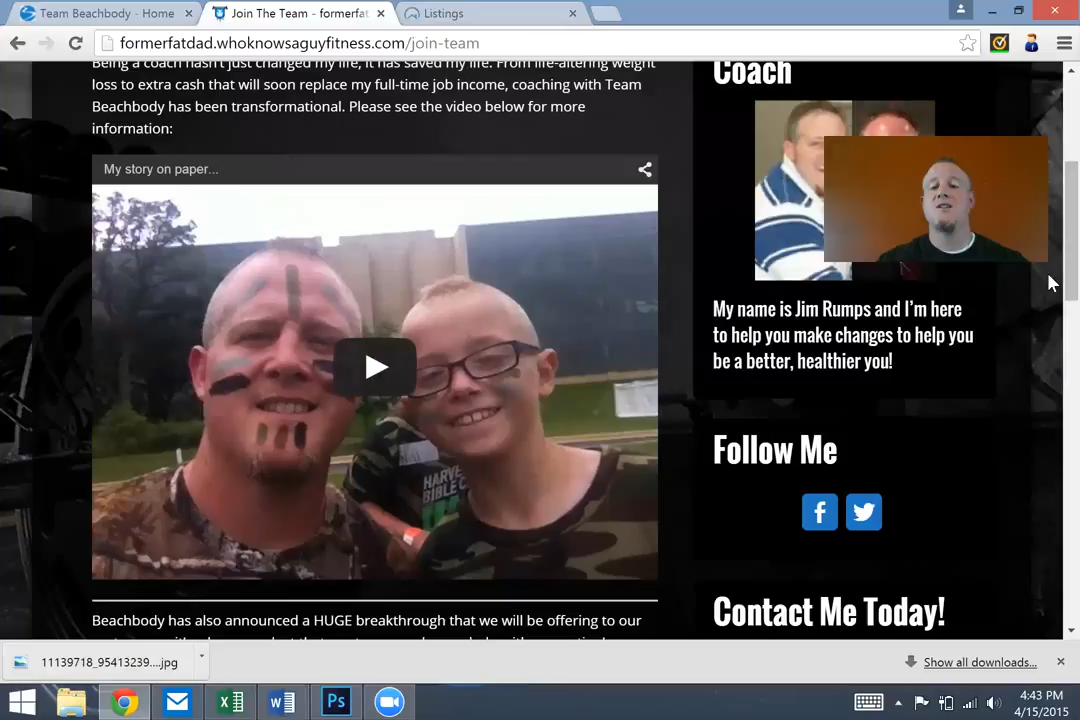 Team Beachbody - Home
Join The Team - formerfat
Listings
formerfatdad.whoknowsaguyfitness.com/join-team
Being a coach hasn't just changed my life, it has saved my life. From life-altering weight
loss to extra cash that will soon replace my full-time job income, coaching with Team
Beachbody has been transformational. Please see the video below for more
information:
My story on paper...
HARVE
BIBLE C
Beachbody has also announced a HUGE breakthrough that we will be offering to our
Coach
My name is Jim Rumps and I'm here
to help you make changes to help you
be a better, healthier you!
Follow Me
Contact Me Today!
11139718_95413239....jpg
Show all downloads...
4:43 PM
4/15/2015